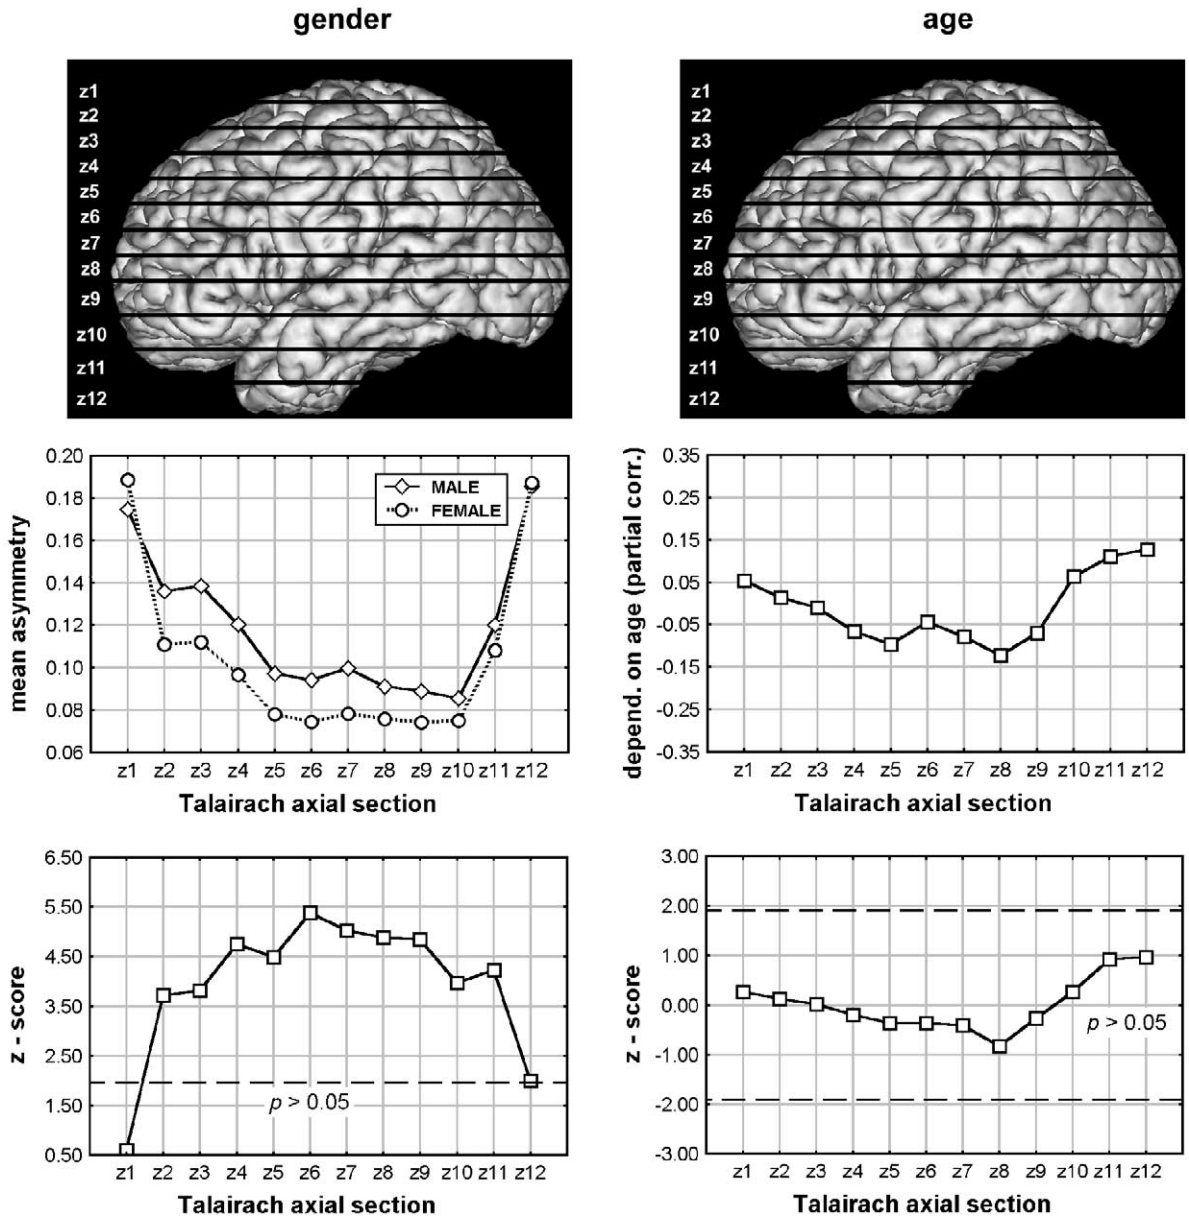 gender
age
z1
z2
z3
z4
z5
z6
z7
z8
z9
z10
z11
z12
z1
z2
z3
z4
z5
z6
z7
z8
z9
z10
z11
z12
mean asymmetry
0.20
0.18
0.16
0.14
0.12
0.10
0.08
0.06
MALE
FEMALE
z1 z2 z3 z4 z5 z6 z7 z8 z9 z10 z11 z12
Talairach axial section
depend. on age (partial corr.)
0.35
0.25
0.15
0.05
-0.05
-0.15
-0.25
-0.35
z1 z2 z3 z4 z5 z6 z7 z8 z9 z10 z11 z12
Talairach axial section
z - score
6.50
5.50
4.50
3.50
2.50
1.50
0.50
p > 0.05
z1 z2 z3 z4 z5 z6 z7 z8 z9 z10 z11 z12
Talairach axial section
z - score
3.00
2.00
1.00
0.00
-1.00
-2.00
-3.00
p > 0.05
z1 z2 z3 z4 z5 z6 z7 z8 z9 z10 z11 z12
Talairach axial section